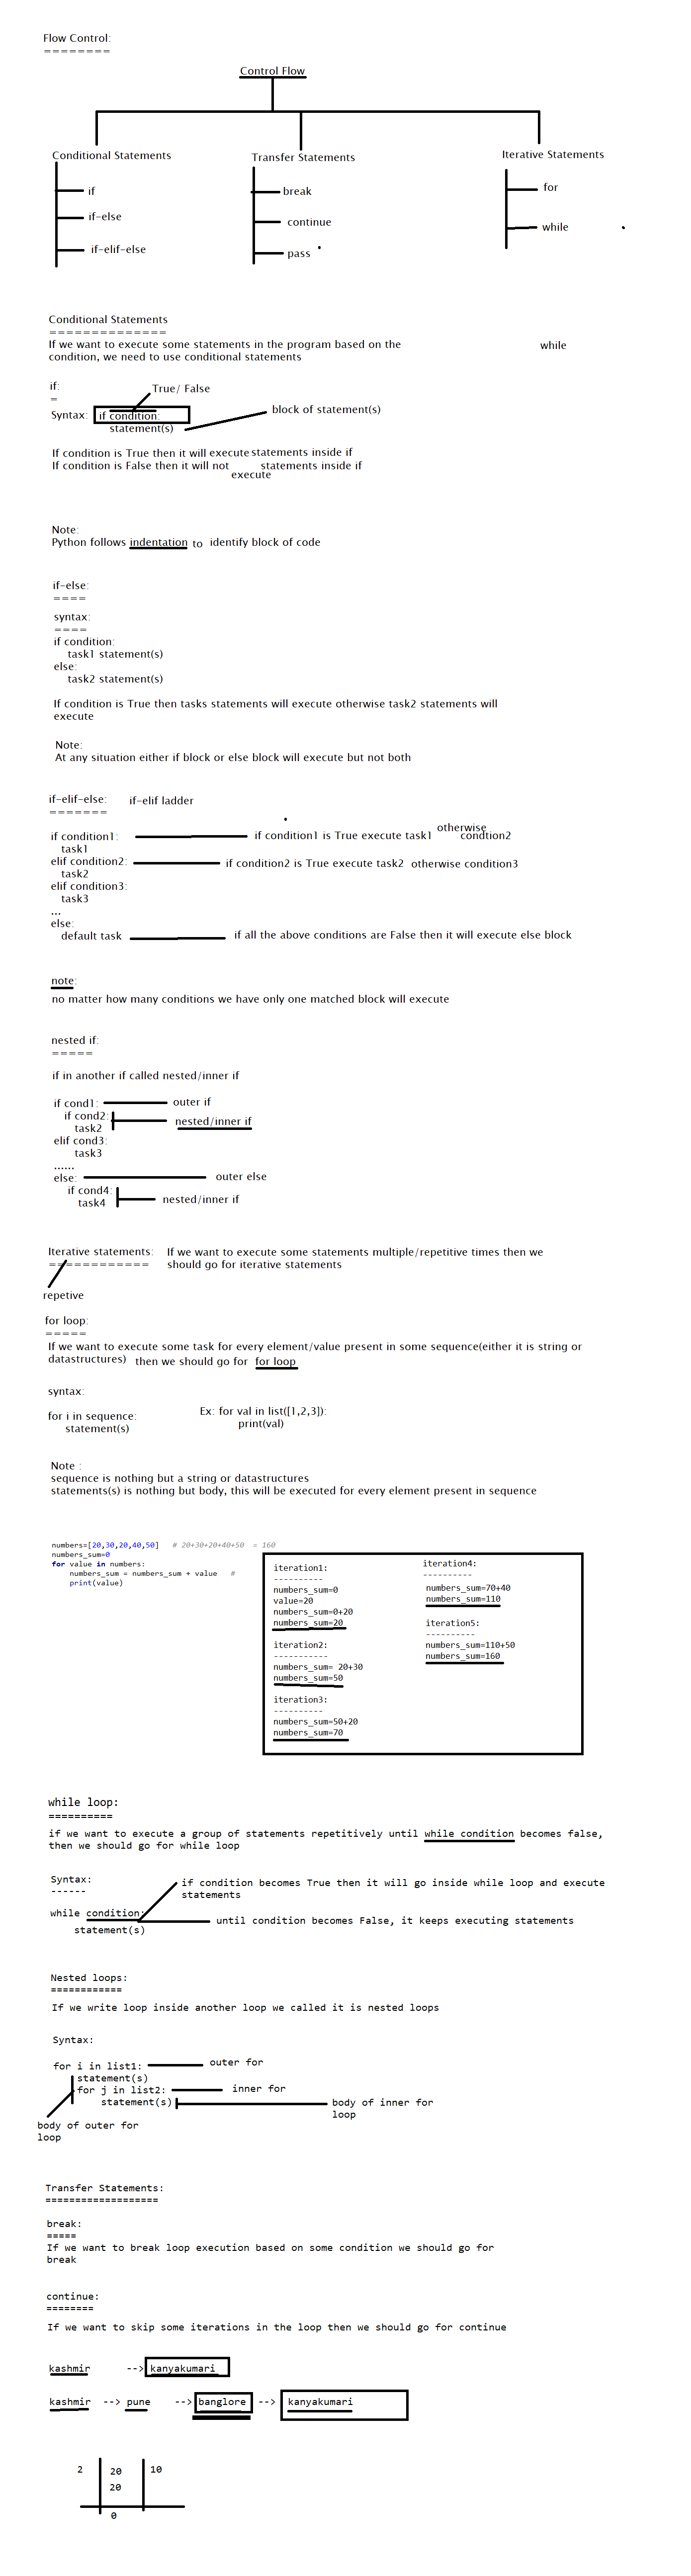 Flow Control:
========
Control Flow
Conditional Statements
Transfer Statements
Iterative Statements
if
if-else
if-elif-else
break
continue
pass
for
while
Conditional Statements
==============
If we want to execute some statements in the program based on the
condition, we need to use conditional statements
while
if:
=
True/ False
Syntax: if condition:
statement(s)
block of statement(s)
If condition is True then it will execute statements inside if
If condition is False then it will not execute statements inside if
Note:
Python follows indentation to identify block of code
if-else:
====
syntax:
====
if condition:
task1 statement(s)
else:
task2 statement(s)
If condition is True then tasks statements will execute otherwise task2 statements will
execute
Note:
At any situation either if block or else block will execute but not both
if-elif-else: if-elif ladder
=======
if condition1: if condition1 is True execute task1 otherwise condtion2
task1
elif condition2: if condition2 is True execute task2 otherwise condition3
task2
elif condition3:
task3
...
else:
default task if all the above conditions are False then it will execute else block
note:
no matter how many conditions we have only one matched block will execute
nested if:
=====
if in another if called nested/inner if
if cond1: outer if
if cond2: nested/inner if
task2
elif cond3:
task3
......
else: outer else
if cond4: nested/inner if
task4
Iterative statements: If we want to execute some statements multiple/repetitive times then we
=========== should go for iterative statements
repetive
for loop:
=====
If we want to execute some task for every element/value present in some sequence(either it is string or
datastructures) then we should go for for loop
syntax:
for i in sequence:
statement(s)
Ex: for val in list([1,2,3]):
print(val)
Note :
sequence is nothing but a string or datastructures
statements(s) is nothing but body, this will be executed for every element present in sequence
numbers=[20,30,20,40,50] # 20+30+20+40+50 = 160
numbers_sum=0
for value in numbers:
numbers_sum = numbers_sum + value #
print(value)
iteration1:
----------
numbers_sum=0
value=20
numbers_sum=0+20
numbers_sum=20
iteration2:
-----------
numbers_sum= 20+30
numbers_sum=50
iteration3:
----------
numbers_sum=50+20
numbers_sum=70
iteration4:
----------
numbers_sum=70+40
numbers_sum=110
iteration5:
----------
numbers_sum=110+50
numbers_sum=160
while loop:
==========
if we want to execute a group of statements repetitively until while condition becomes false,
then we should go for while loop
Syntax:
------
if condition becomes True then it will go inside while loop and execute
statements
while condition: until condition becomes False, it keeps executing statements
statement(s)
Nested loops:
============
If we write loop inside another loop we called it is nested loops
Syntax:
for i in list1: outer for
statement(s)
for j in list2: inner for
statement(s)
body of inner for
loop
body of outer for
loop
Transfer Statements:
===================
break:
=====
If we want to break loop execution based on some condition we should go for
break
continue:
========
If we want to skip some iterations in the loop then we should go for continue
kashmir --> kanyakumari
kashmir --> pune --> banglore --> kanyakumari
2 20 10
20
0